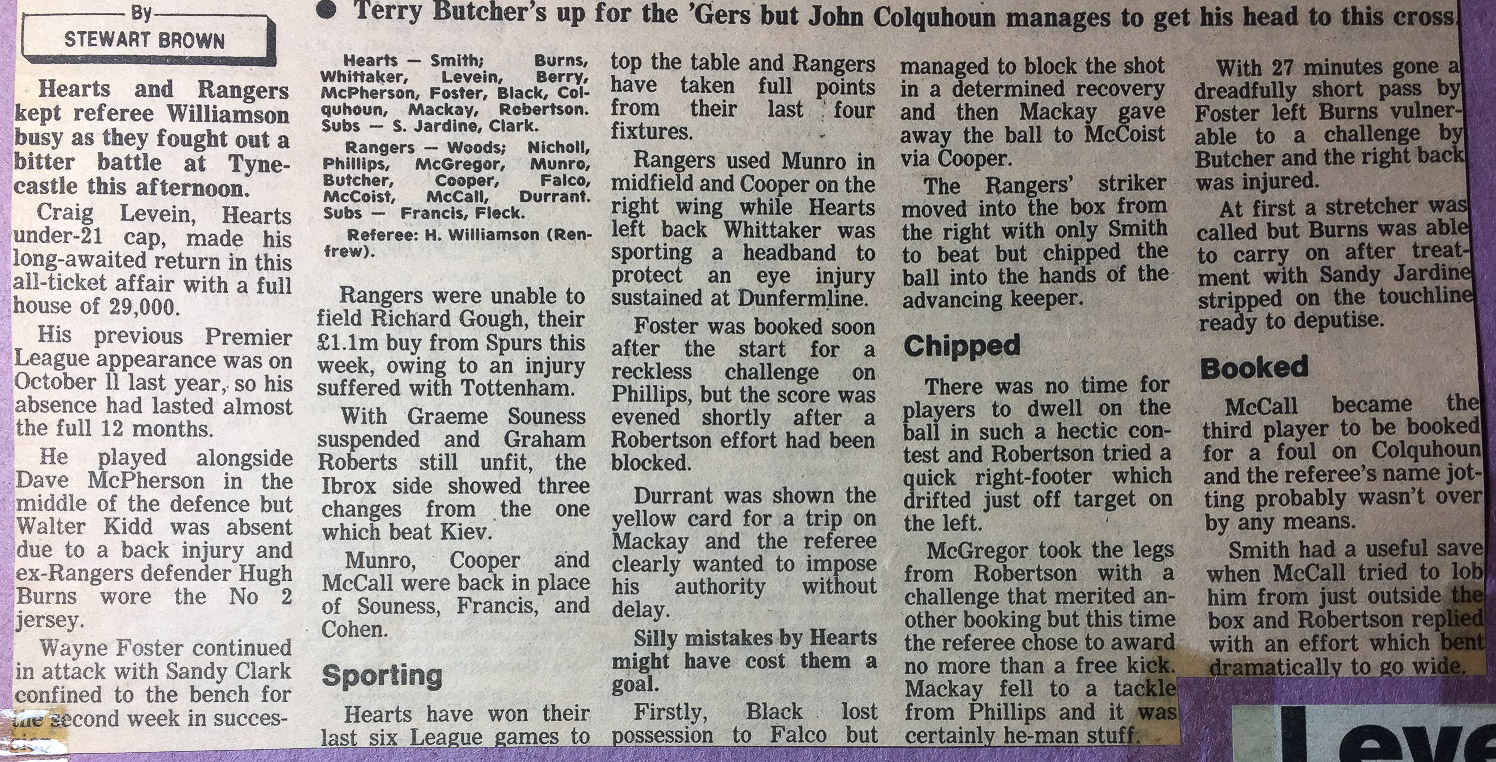 ● Terry Butcher's up for the 'Gers but John Colquhoun manages to get his head to this cross.
By
STEWART BROWN
Hearts and Rangers
kept referee Williamson
busy as they fought out a
bitter battle at Tyne-
castle this afternoon.
Craig Levein, Hearts
under-21 cap, made his
long-awaited return in this
all-ticket affair with a full
house of 29,000.
His previous Premier
League appearance was on
October 11 last year, so his
absence had lasted almost
the full 12 months.
He played alongside
Dave McPherson in the
middle of the defence but
Walter Kidd was absent
due to a back injury and
ex-Rangers defender Hugh
Burns wore the No 2
jersey.
Wayne Foster continued
in attack with Sandy Clark
confined to the bench for
the second week in succes-
sion.
Hearts — Smith; Burns,
Whittaker, Levein, Berry,
McPherson, Foster, Black, Col-
quhoun, Mackay, Robertson.
Subs — S. Jardine, Clark.
Rangers — Woods; Nicholl,
Phillips, McGregor, Munro,
Butcher, Cooper, Falco,
McCoist, McCall, Durrant.
Subs — Francis, Fleck.
Referee: H. Williamson (Ren-
frew).
Rangers were unable to
field Richard Gough, their
£1.1m buy from Spurs this
week, owing to an injury
suffered with Tottenham.
With Graeme Souness
suspended and Graham
Roberts still unfit, the
Ibrox side showed three
changes from the one
which beat Kiev.
Munro, Cooper and
McCall were back in place
of Souness, Francis, and
Cohen.
Sporting
Hearts have won their
last six League games to
top the table and Rangers
have taken full points
from their last four
fixtures.
Rangers used Munro in
midfield and Cooper on the
right wing while Hearts
left back Whittaker was
sporting a headband to
protect an eye injury
sustained at Dunfermline.
Foster was booked soon
after the start for a
reckless challenge on
Phillips, but the score was
evened shortly after a
Robertson effort had been
blocked.
Durrant was shown the
yellow card for a trip on
Mackay and the referee
clearly wanted to impose
his authority without
delay.
Silly mistakes by Hearts
might have cost them a
goal.
Firstly, Black lost
possession to Falco but
managed to block the shot
in a determined recovery
and then Mackay gave
away the ball to McCoist
via Cooper.
The Rangers' striker
moved into the box from
the right with only Smith
to beat but chipped the
ball into the hands of the
advancing keeper.
Chipped
There was no time for
players to dwell on the
ball in such a hectic con-
test and Robertson tried a
quick right-footer which
drifted just off target on
the left.
McGregor took the legs
from Robertson with a
challenge that merited an-
other booking but this time
the referee chose to award
no more than a free kick.
Mackay fell to a tackle
from Phillips and it was
certainly he-man stuff.
With 27 minutes gone a
dreadfully short pass by
Foster left Burns vulner-
able to a challenge by
Butcher and the right back
was injured.
At first a stretcher was
called but Burns was able
to carry on after treat-
ment with Sandy Jardine
stripped on the touchline
ready to deputise.
Booked
McCall became the
third player to be booked
for a foul on Colquhoun
and the referee's name jot-
ting probably wasn't over
by any means.
Smith had a useful save
when McCall tried to lob
him from just outside the
box and Robertson replied
with an effort which bent
dramatically to go wide.